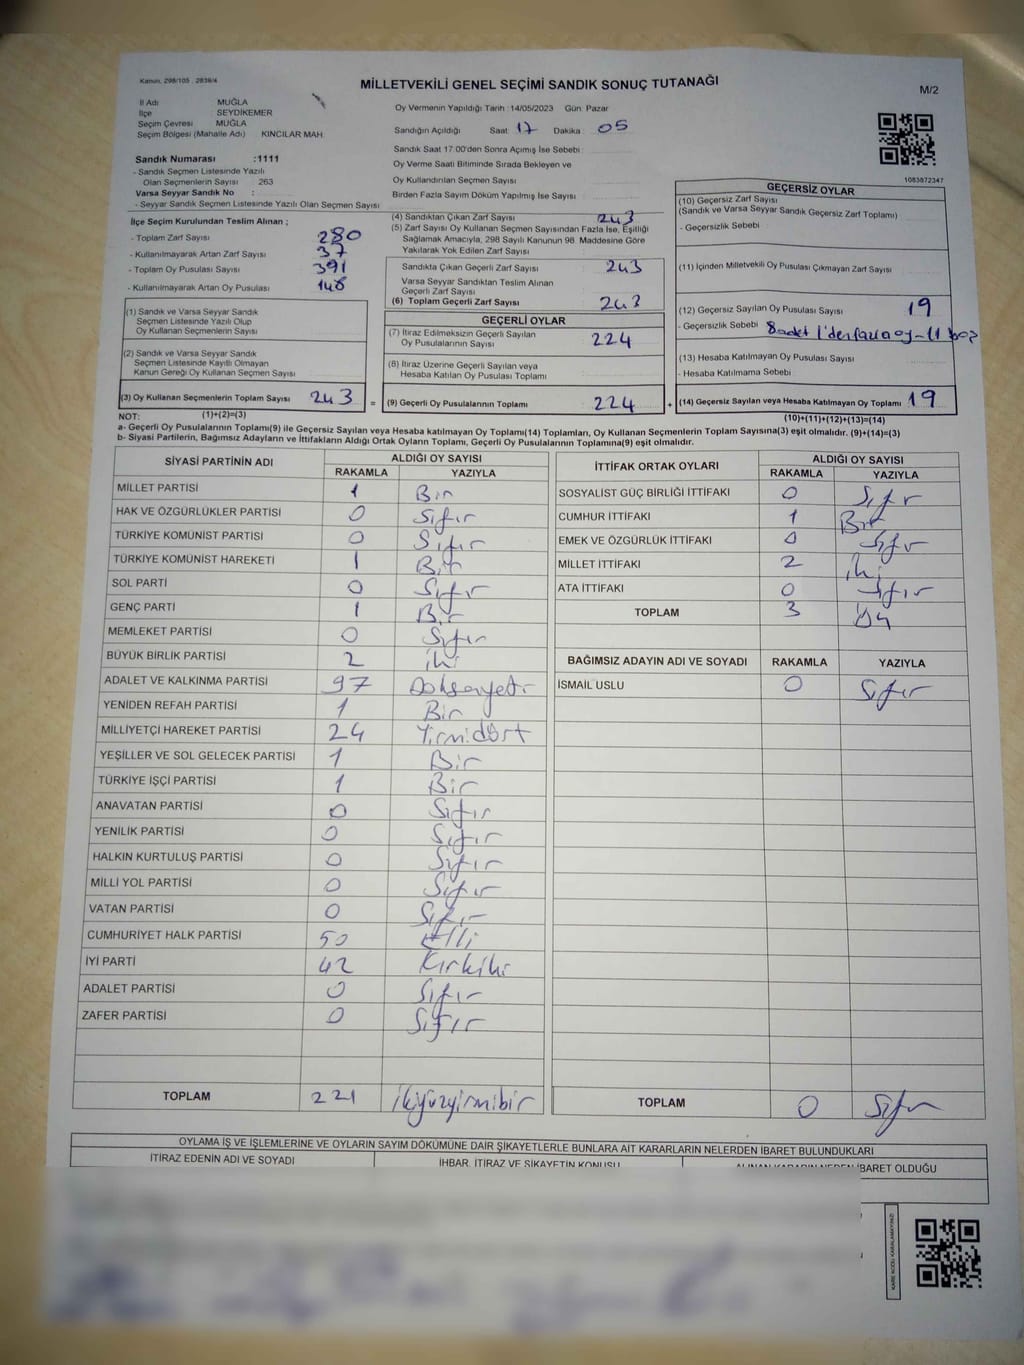 Kanun, 298/105 , 2839/4
MİLLETVEKİLİ GENEL SEÇİMİ SANDIK SONUÇ TUTANAĞI
M/2
İl Adı MUĞLA
İlçe SEYDİKEMER
Seçim Çevresi MUĞLA
Seçim Bölgesi (Mahalle Adı) KINCILAR MAH.
Sandık Numarası :1111
- Sandık Seçmen Listesinde Yazılı
Olan Seçmenlerin Sayısı 263
Varsa Seyyar Sandık No :
- Seyyar Sandık Seçmen Listesinde Yazılı Olan Seçmen Sayısı
Oy Vermenin Yapıldığı Tarih :14/05/2023 Gün: Pazar
Sandığın Açıldığı Saat: 17 Dakika : 05
Sandık Saat 17:00'den Sonra Açımış İse Sebebi :
Oy Verme Saati Bitiminde Sırada Bekleyen ve
Oy Kullandırılan Seçmen Sayısı
Birden Fazla Sayım Döküm Yapılmış İse Sayısı :
1083872347
İlçe Seçim Kurulundan Teslim Alınan ;
- Toplam Zarf Sayısı 280
- Kullanılmayarak Artan Zarf Sayısı 37
- Toplam Oy Pusulası Sayısı 391
- Kullanılmayarak Artan Oy Pusulası 148
(1) Sandık ve Varsa Seyyar Sandık
Seçmen Listesinde Yazılı Olup
Oy Kullanan Seçmenlerin Sayısı
(2) Sandık ve Varsa Seyyar Sandık
Seçmen Listesinde Kayıtlı Olmayan
Kanun Gereği Oy Kullanan Seçmen Sayısı
(3) Oy Kullanan Seçmenlerin Toplam Sayısı 243 =
(4) Sandıktan Çıkan Zarf Sayısı 243
(5) Zarf Sayısı Oy Kullanan Seçmen Sayısından Fazla İse, Eşitliği
Sağlamak Amacıyla, 298 Sayılı Kanunun 98. Maddesine Göre
Yakılarak Yok Edilen Zarf Sayısı
Sandıkta Çıkan Geçerli Zarf Sayısı 243
Varsa Seyyar Sandıktan Teslim Alınan
Geçerli Zarf Sayısı
(6) Toplam Geçerli Zarf Sayısı 243
GEÇERLİ OYLAR
(7) İtiraz Edilmeksizin Geçerli Sayılan
Oy Pusulalarının Sayısı 224
(8) İtiraz Üzerine Geçerli Sayılan veya
Hesaba Katılan Oy Pusulası Toplamı
(9) Geçerli Oy Pusulalarının Toplamı 224 +
GEÇERSİZ OYLAR
(10) Geçersiz Zarf Sayısı
(Sandık ve Varsa Seyyar Sandık Geçersiz Zarf Toplamı)
- Geçersizlik Sebebi
(11) İçinden Milletvekili Oy Pusulası Çıkmayan Zarf Sayısı
(12) Geçersiz Sayılan Oy Pusulası Sayısı 19
- Geçersizlik Sebebi 8 adet 1'den fazla oy - 11 boş
(13) Hesaba Katılmayan Oy Pusulası Sayısı
- Hesaba Katılmama Sebebi
(14) Geçersiz Sayılan veya Hesaba Katılmayan Oy Toplamı 19
NOT: (1)+(2)=(3)
(10)+(11)+(12)+(13)=(14)
a- Geçerli Oy Pusulalarının Toplamı(9) ile Geçersiz Sayılan veya Hesaba katılmayan Oy Toplamı(14) Toplamları, Oy Kullanan Seçmenlerin Toplam Sayısına(3) eşit olmalıdır. (9)+(14)=(3)
b- Siyasi Partilerin, Bağımsız Adayların ve İttifakların Aldığı Ortak Oyların Toplamı, Geçerli Oy Pusulalarının Toplamına(9) eşit olmalıdır.
SİYASİ PARTİNİN ADI
ALDIĞI OY SAYISI
RAKAMLA YAZIYLA
MİLLET PARTİSİ 1 Bir
HAK VE ÖZGÜRLÜKLER PARTİSİ 0 Sıfır
TÜRKİYE KOMÜNİST PARTİSİ 0 Sıfır
TÜRKİYE KOMÜNİST HAREKETİ 1 Bir
SOL PARTİ 0 Sıfır
GENÇ PARTİ 1 Bir
MEMLEKET PARTİSİ 0 Sıfır
BÜYÜK BİRLİK PARTİSİ 2 iki
ADALET VE KALKINMA PARTİSİ 97 Doksanyedi
YENİDEN REFAH PARTİSİ 1 Bir
MİLLİYETÇİ HAREKET PARTİSİ 24 Yirmidört
YEŞİLLER VE SOL GELECEK PARTİSİ 1 Bir
TÜRKİYE İŞÇİ PARTİSİ 1 Bir
ANAVATAN PARTİSİ 0 Sıfır
YENİLİK PARTİSİ 0 Sıfır
HALKIN KURTULUŞ PARTİSİ 0 Sıfır
MİLLİ YOL PARTİSİ 0 Sıfır
VATAN PARTİSİ 0 Sıfır
CUMHURİYET HALK PARTİSİ 50 Elli
İYİ PARTİ 42 Kırkiki
ADALET PARTİSİ 0 Sıfır
ZAFER PARTİSİ 0 Sıfır
TOPLAM 221 ikiyüzyirmibir
İTTİFAK ORTAK OYLARI
ALDIĞI OY SAYISI
RAKAMLA YAZIYLA
SOSYALİST GÜÇ BİRLİĞİ İTTİFAKI 0 Sıfır
CUMHUR İTTİFAKI 1 Bir
EMEK VE ÖZGÜRLÜK İTTİFAKI 0 Sıfır
MİLLET İTTİFAKI 2 iki
ATA İTTİFAKI 0 Sıfır
TOPLAM 3 üç
BAĞIMSIZ ADAYIN ADI VE SOYADI RAKAMLA YAZIYLA
İSMAİL USLU 0 Sıfır
TOPLAM 0 Sıfır
OYLAMA İŞ VE İŞLEMLERİNE VE OYLARIN SAYIM DÖKÜMÜNE DAİR ŞİKAYETLERLE BUNLARA AİT KARARLARIN NELERDEN İBARET BULUNDUKLARI
İTİRAZ EDENİN ADI VE SOYADI
İHBAR, İTİRAZ VE ŞİKAYETİN KONUSU
ALINAN KARARIN NEDEN İBARET OLDUĞU
KARE KODU KARALAMAYINIZ!